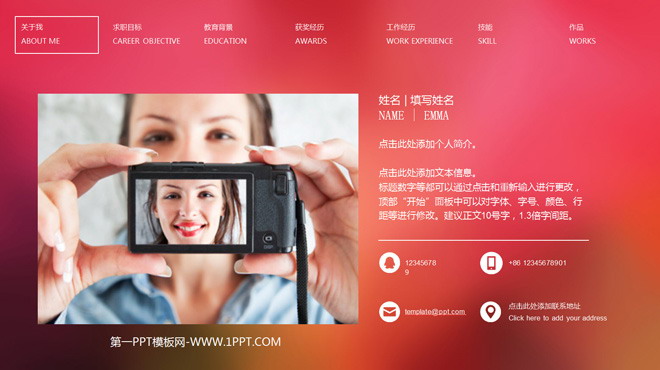 关于我
ABOUT ME
求职目标
CAREER OBJECTIVE
教育背景
EDUCATION
获奖经历
AWARDS
工作经历
WORK EXPERIENCE
技能
SKILL
作品
WORKS
姓名 | 填写姓名
NAME | EMMA
点击此处添加个人简介。
点击此处添加文本信息。
标题数字等都可以通过点击和重新输入进行更改，
顶部“开始”面板中可以对字体、字号、颜色、行
距等进行修改。建议正文10号字，1.3倍字间距。
12345678
9
+86 12345678901
template@ppt.com
点击此处添加联系地址
Click here to add your address
第一PPT模板网-WWW.1PPT.COM